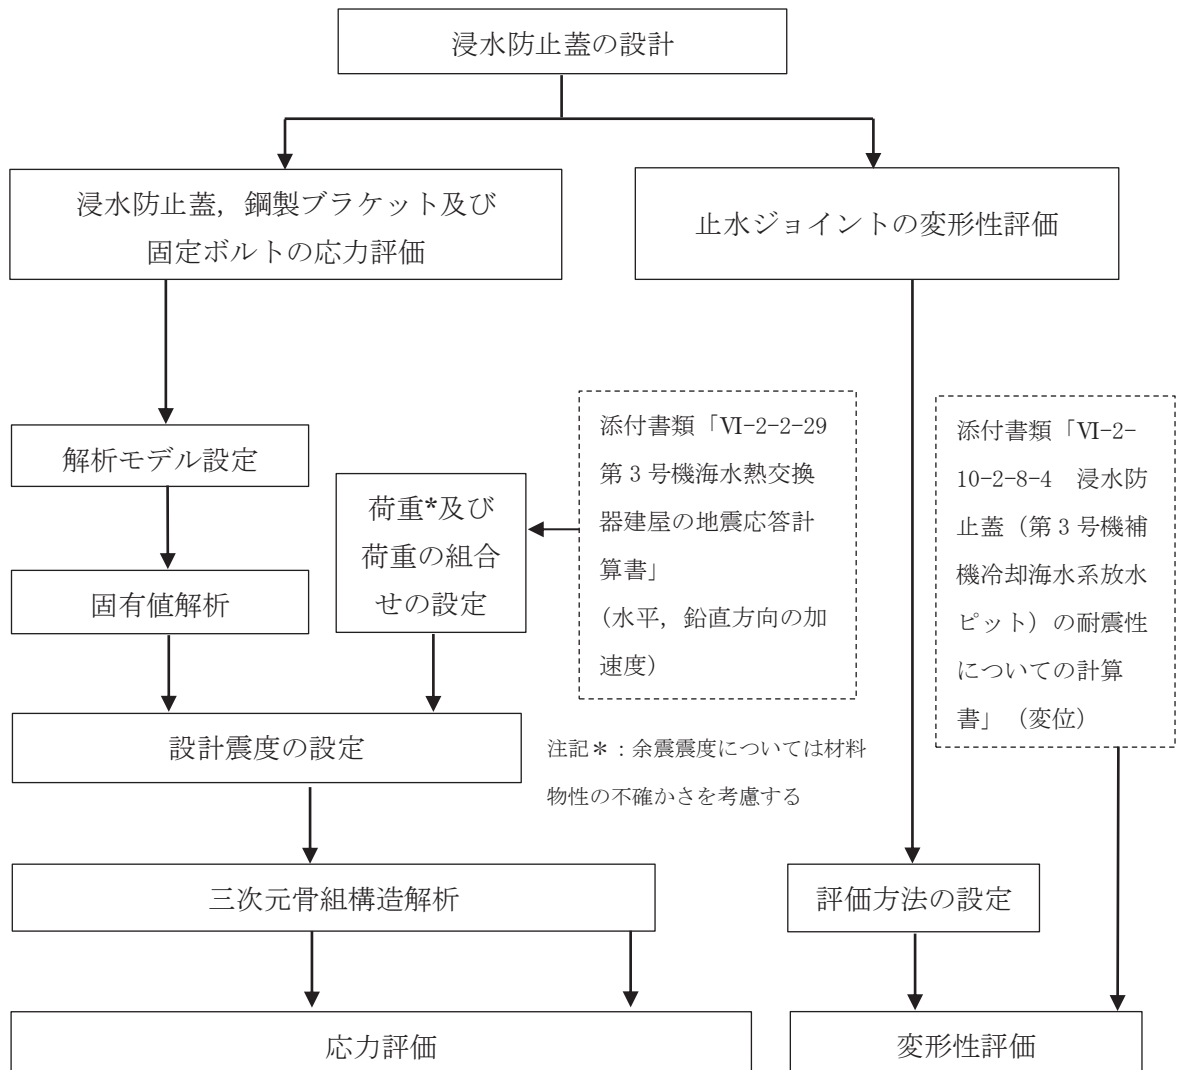 浸水防止蓋の設計
浸水防止蓋，鋼製ブラケット及び
固定ボルトの応力評価
止水ジョイントの変形性評価
解析モデル設定
固有値解析
荷重*及び
荷重の組合
せの設定
添付書類「Ⅵ-2-2-29
第3号機海水熱交換
器建屋の地震応答計
算書」
（水平，鉛直方向の加
速度）
添付書類「Ⅵ-2-
10-2-8-4　浸水防
止蓋（第3号機補
機冷却海水系放水
ピット）の耐震性
についての計算
書」（変位）
設計震度の設定
注記＊：余震震度については材料
物性の不確かさを考慮する
三次元骨組構造解析
評価方法の設定
応力評価
変形性評価